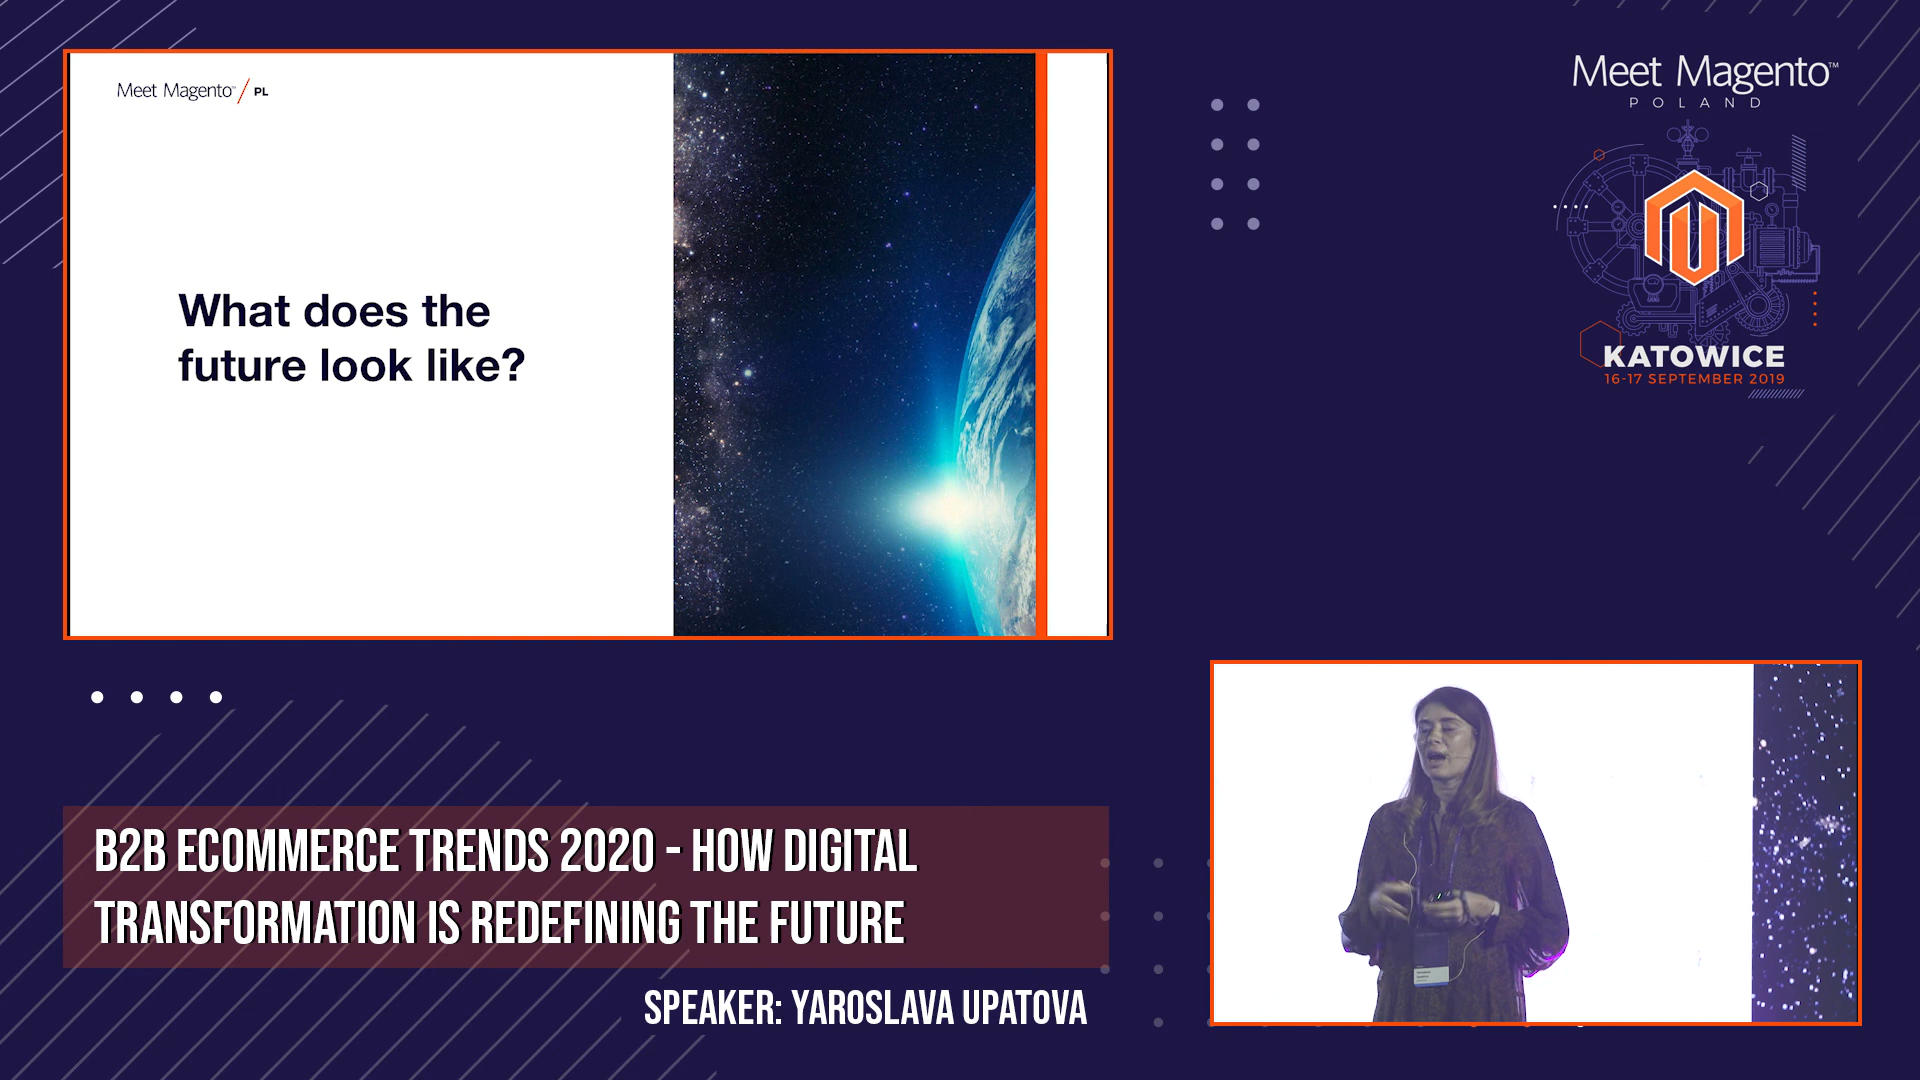 Meet Magento™ / PL
What does the
future look like?
Meet Magento™
POLAND
KATOWICE
16-17 SEPTEMBER 2019
B2B ECOMMERCE TRENDS 2020 - HOW DIGITAL
TRANSFORMATION IS REDEFINING THE FUTURE
SPEAKER: YAROSLAVA UPATOVA